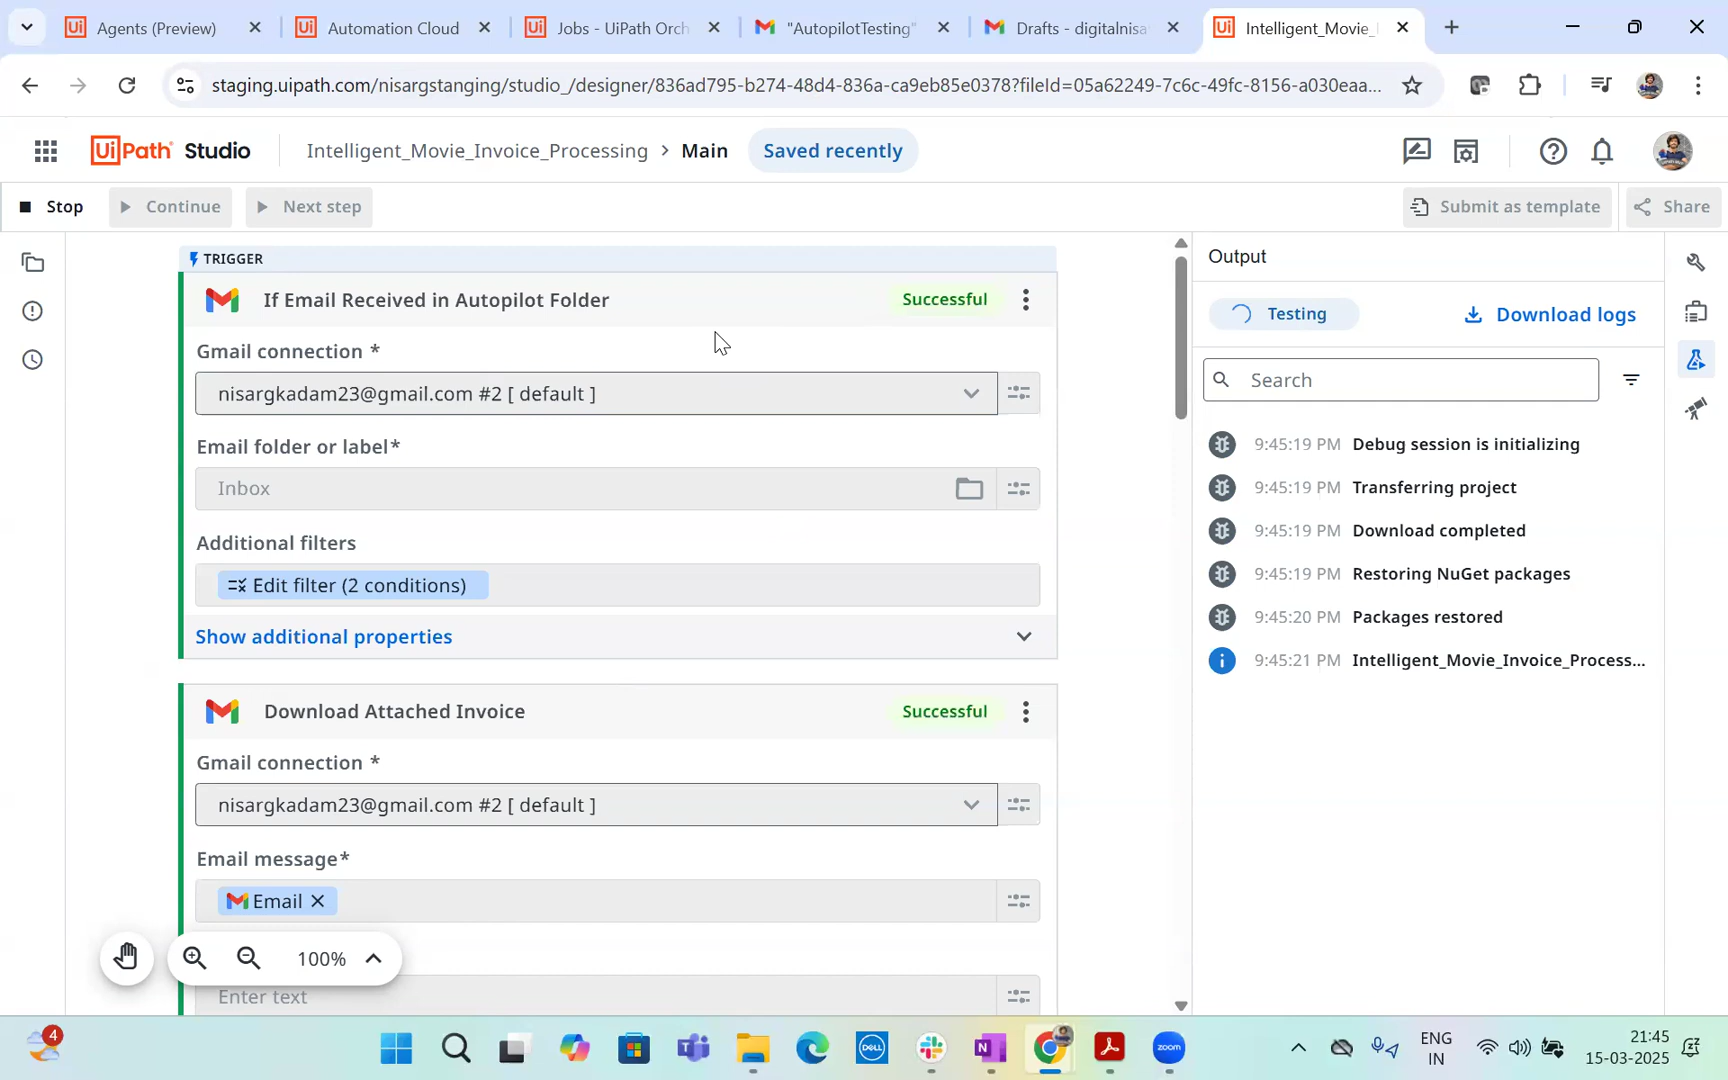 Agents (Preview)
Automation Cloud
Jobs - UiPath Orch
"AutopilotTesting"
Drafts - digitalnisa
Intelligent_Movie_
staging.uipath.com/nisargstanging/studio_/designer/836ad795-b274-48d4-836a-ca9eb85e0378?fileId=05a62249-7c6c-49fc-8156-a030eaa...
UiPath Studio
Intelligent_Movie_Invoice_Processing > Main
Saved recently
Stop
Continue
Next step
Submit as template
Share
TRIGGER
If Email Received in Autopilot Folder
Successful
Gmail connection *
nisargkadam23@gmail.com #2 [ default ]
Email folder or label*
Inbox
Additional filters
Edit filter (2 conditions)
Show additional properties
Download Attached Invoice
Successful
Gmail connection *
nisargkadam23@gmail.com #2 [ default ]
Email message*
Email
100%
Enter text
Output
Testing
Download logs
Search
9:45:19 PM Debug session is initializing
9:45:19 PM Transferring project
9:45:19 PM Download completed
9:45:19 PM Restoring NuGet packages
9:45:20 PM Packages restored
9:45:21 PM Intelligent_Movie_Invoice_Process...
4
DELL
zoom
ENG
IN
21:45
15-03-2025